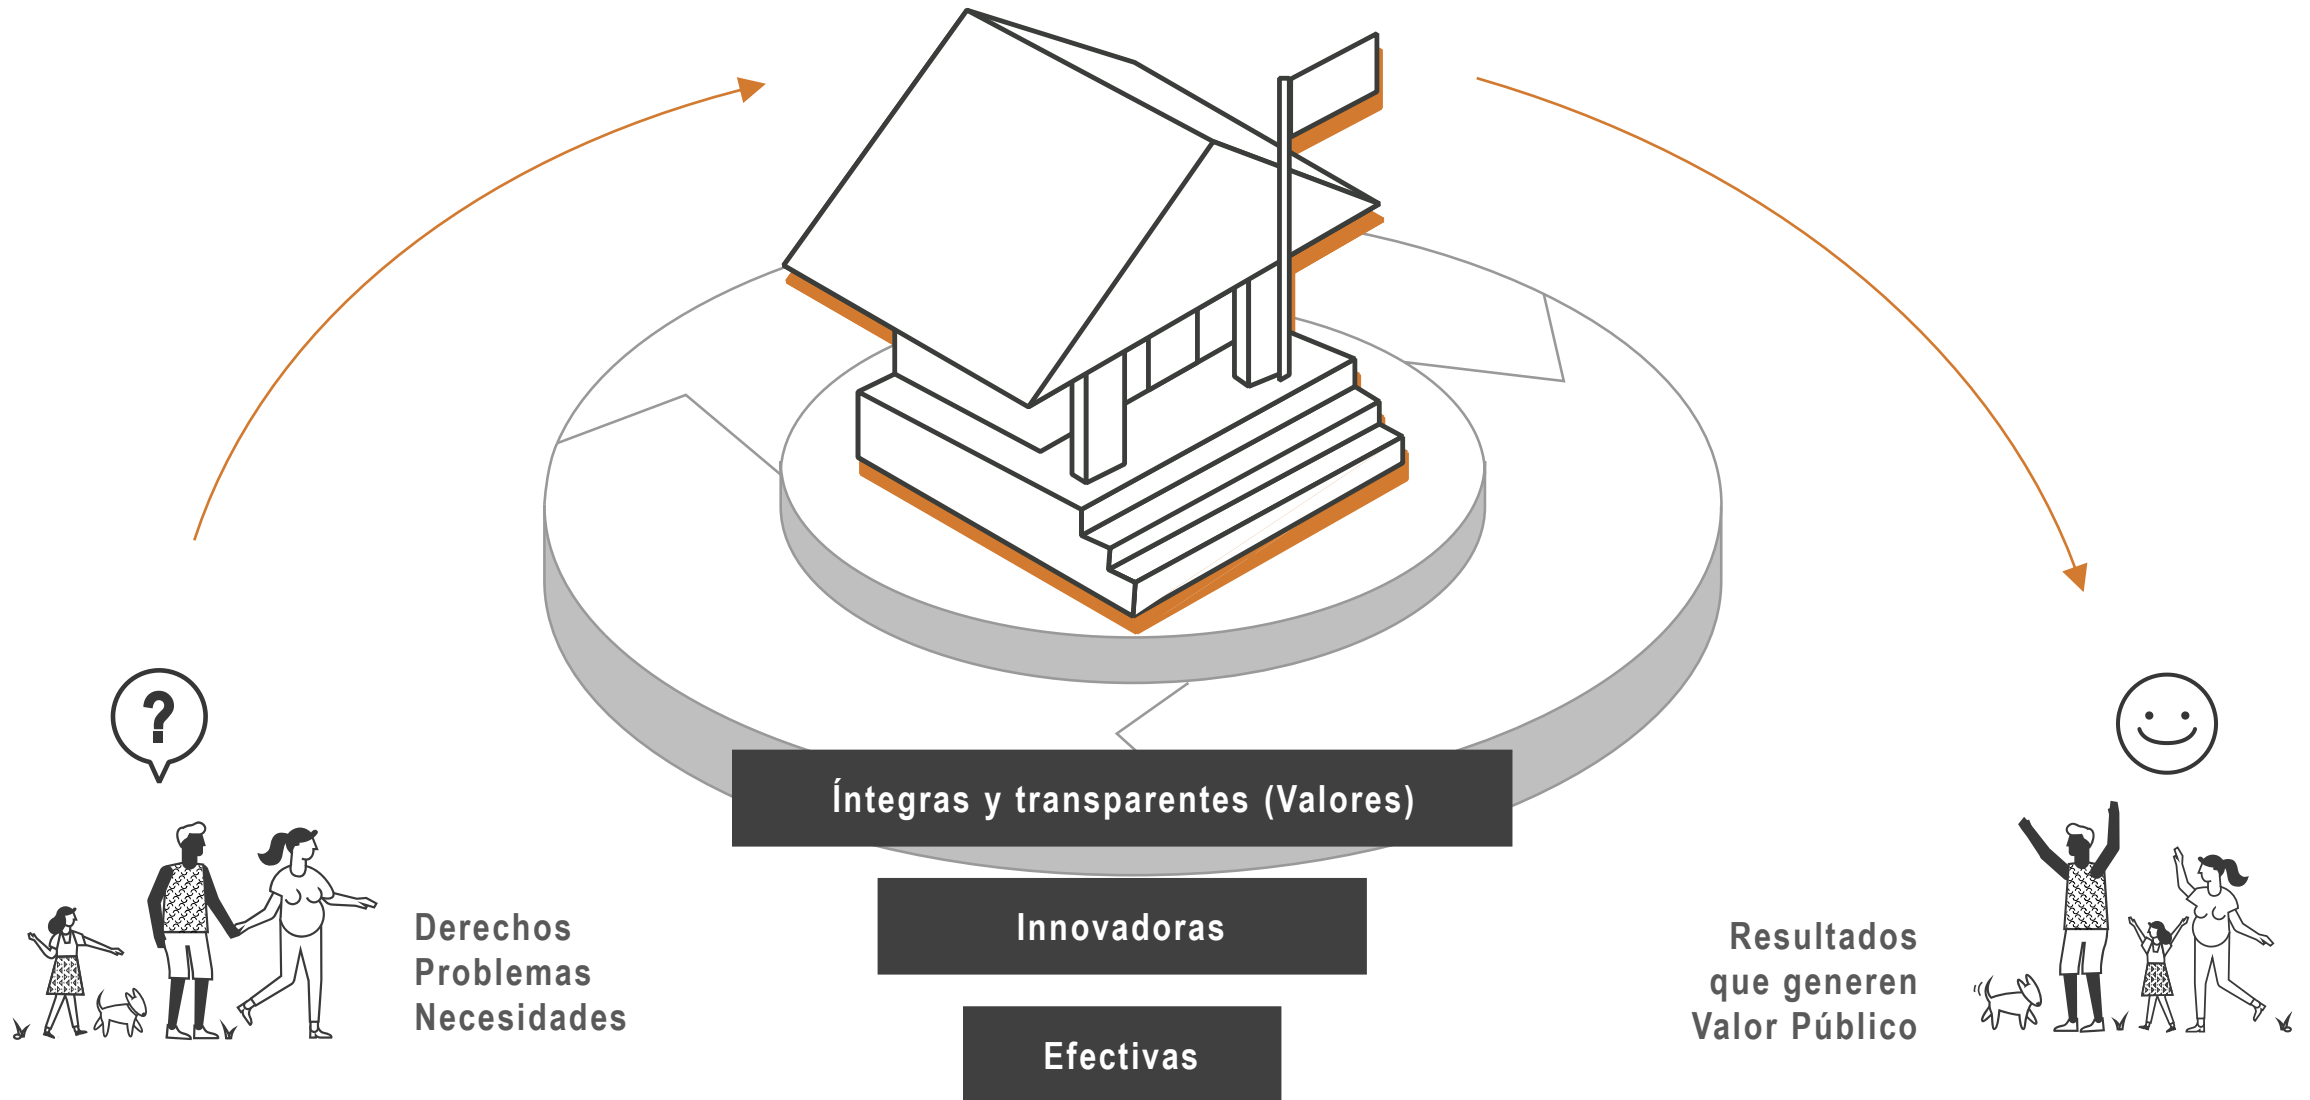 ?
Íntegras y transparentes (Valores)
Innovadoras
Efectivas
Derechos
Problemas
Necesidades
Resultados
que generen
Valor Público